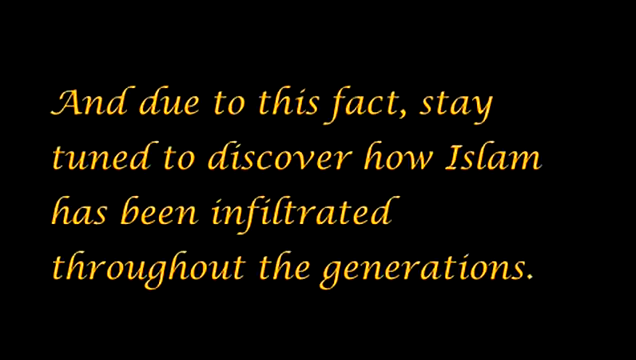 And due to this fact, stay
tuned to discover how Islam
has been infiltrated
throughout the generations.